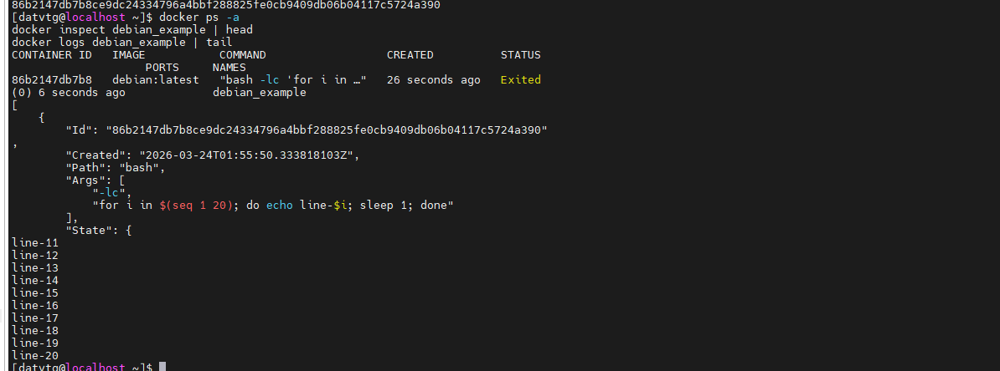 86b2147db7b8ce9dc24334796a4bbf288825fe0cb9409db06b04117c5724a390
[datvtg@localhost ~]$ docker ps -a
docker inspect debian_example | head
docker logs debian_example | tail
CONTAINER ID   IMAGE           COMMAND                  CREATED          STATUS
                    PORTS     NAMES
86b2147db7b8   debian:latest   "bash -lc 'for i in …"   26 seconds ago   Exited
(0) 6 seconds ago             debian_example
[
    {
        "Id": "86b2147db7b8ce9dc24334796a4bbf288825fe0cb9409db06b04117c5724a390"
,
        "Created": "2026-03-24T01:55:50.333818103Z",
        "Path": "bash",
        "Args": [
            "-lc",
            "for i in $(seq 1 20); do echo line-$i; sleep 1; done"
        ],
        "State": {
line-11
line-12
line-13
line-14
line-15
line-16
line-17
line-18
line-19
line-20
[datvtg@localhost ~]$